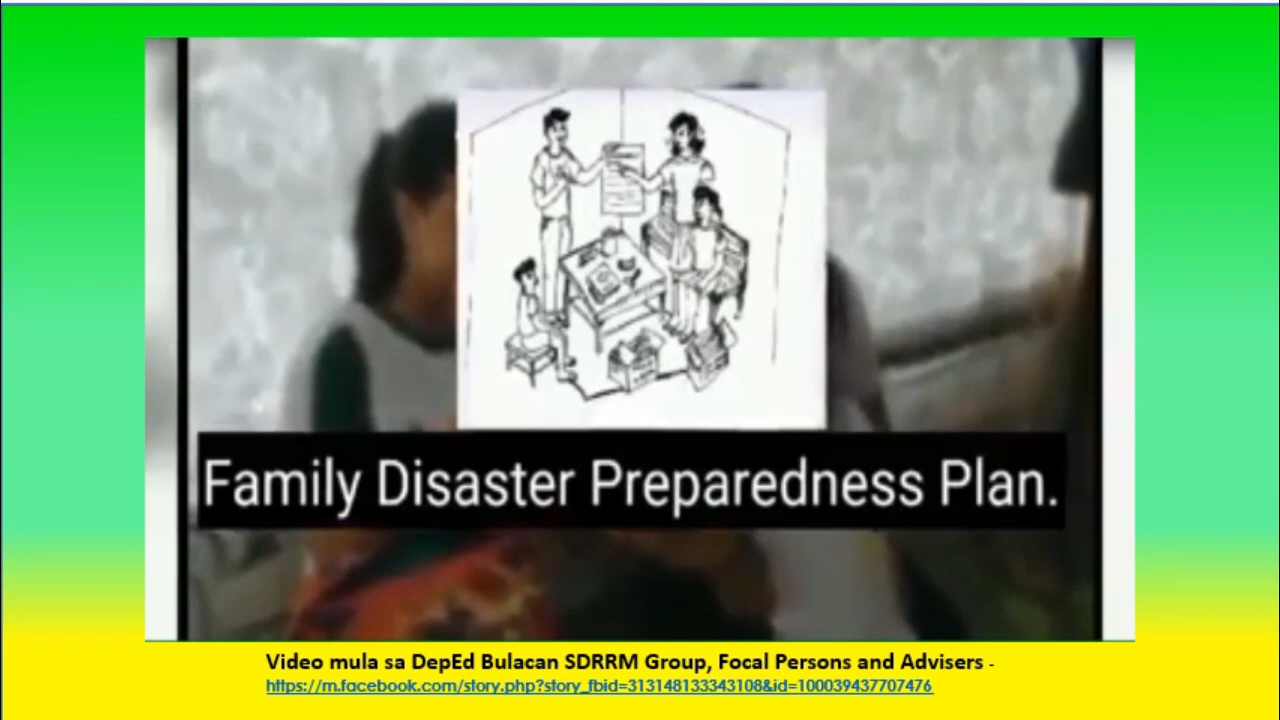 Family Disaster Preparedness Plan.
Video mula sa DepEd Bulacan SDRRM Group, Focal Persons and Advisers -
https://m.facebook.com/story.php?story_fbid=313148133343108&id=100039437707476